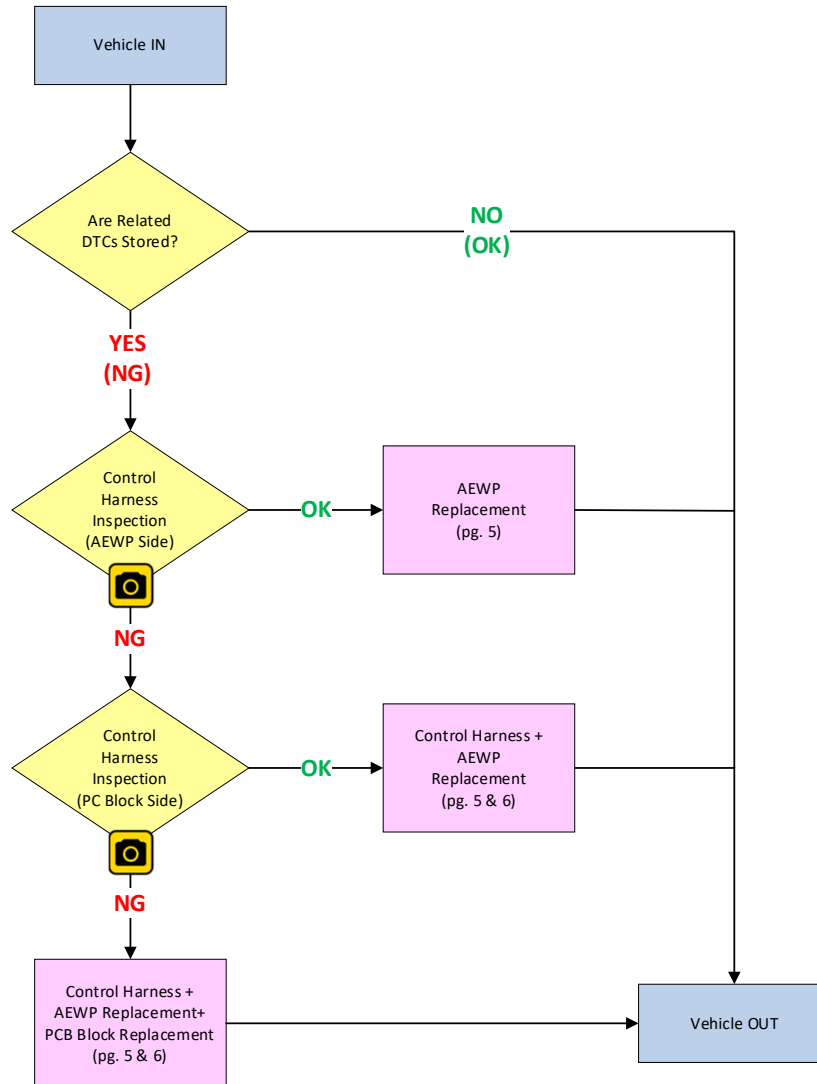 Vehicle IN
Are Related
DTCs Stored?
NO
(OK)
YES
(NG)
Control
Harness
Inspection
(AEWP Side)
OK
AEWP
Replacement
(pg. 5)
NG
Control
Harness
Inspection
(PC Block Side)
OK
Control Harness +
AEWP
Replacement
(pg. 5 & 6)
NG
Control Harness +
AEWP Replacement+
PCB Block Replacement
(pg. 5 & 6)
Vehicle OUT